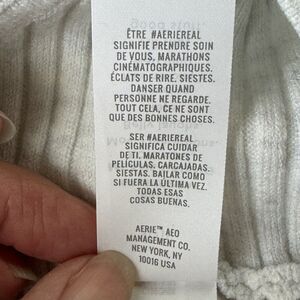 ÊTRE #AERIEREAL
SIGNIFIE PRENDRE SOIN
DE VOUS, MARATHONS
CINÉMATOGRAPHIQUES.
ÉCLATS DE RIRE. SIESTES.
DANSER QUAND
PERSONNE NE REGARDE.
TOUT CELA, CE NE SONT
QUE DES BONNES CHOSES.
SER #AERIEREAL
SIGNIFICA CUIDAR
DE TI, MARATONES DE
PELÍCULAS. CARCAJADAS.
SIESTAS. BAILAR COMO
SI FUERA LA ÚLTIMA VEZ.
TODAS ESAS
COSAS BUENAS.
AERIE™ AEO
MANAGEMENT CO.
NEW YORK, NY
10016 USA